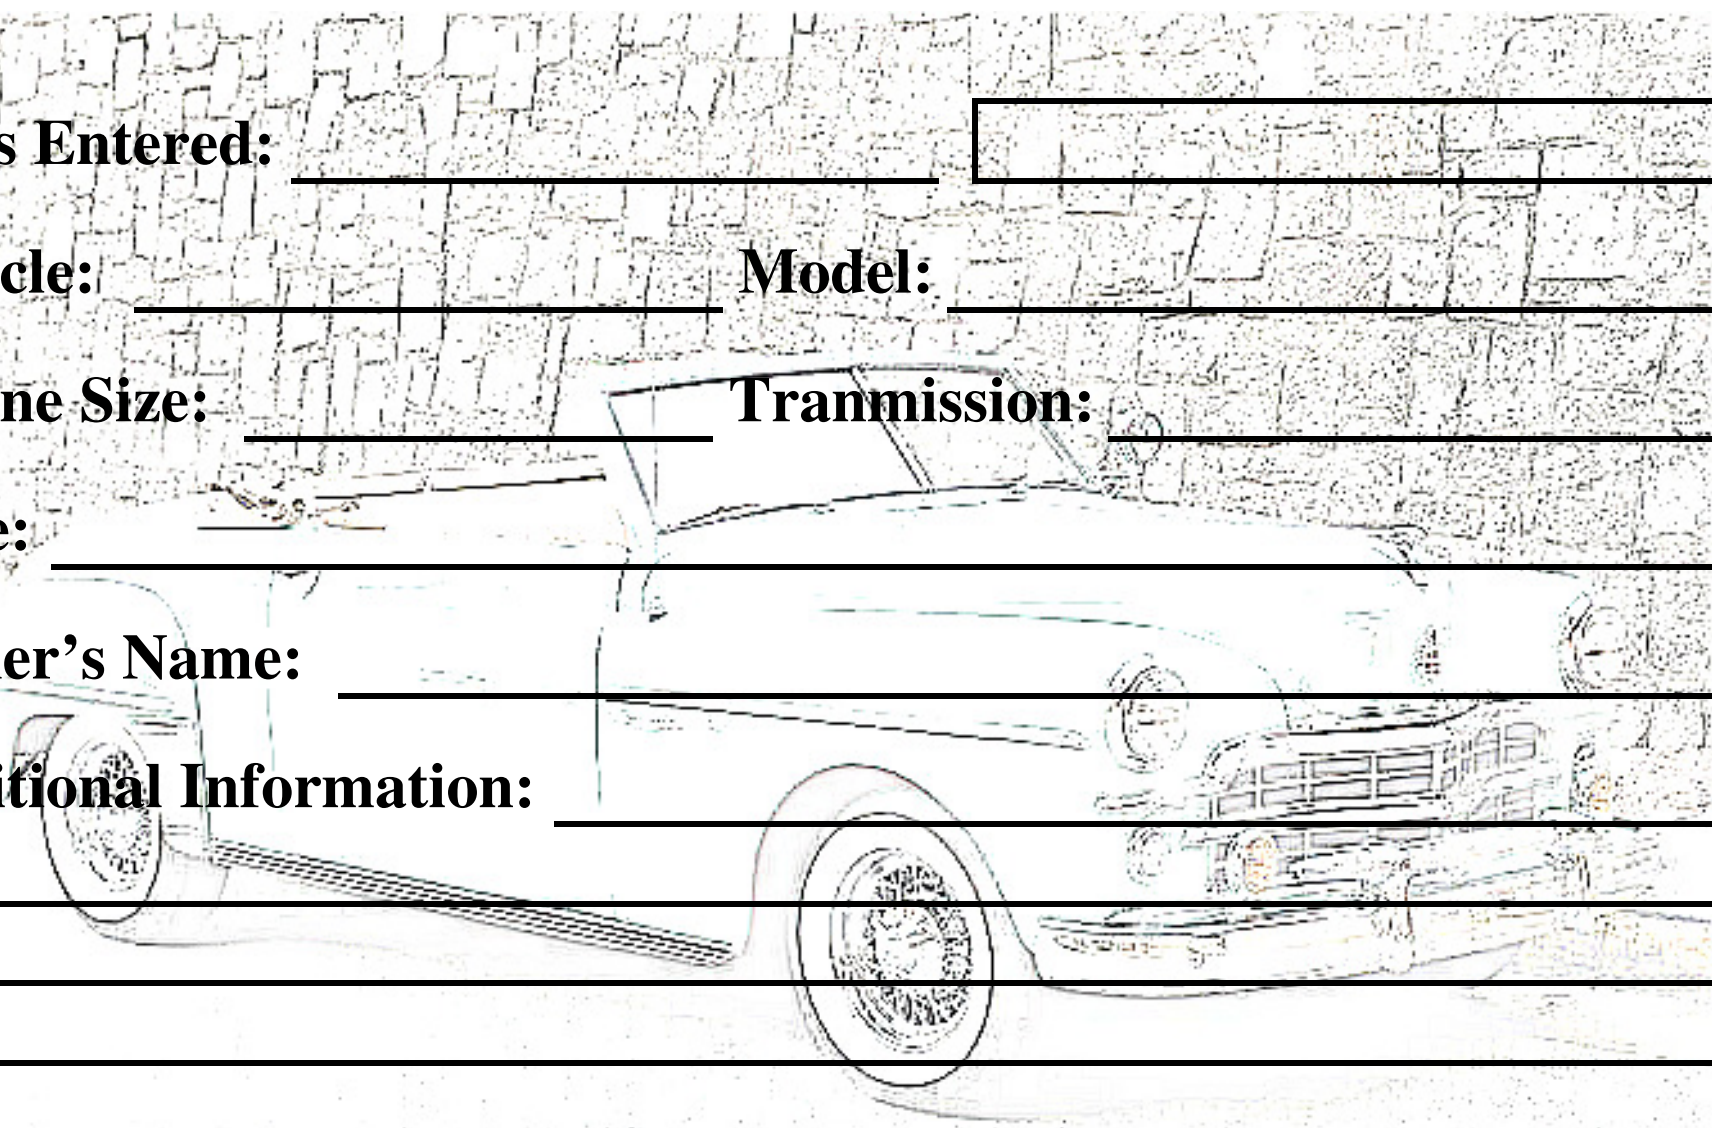 s Entered:
cle: Model:
ne Size: Tranmission:
e:
er’s Name:
itional Information: